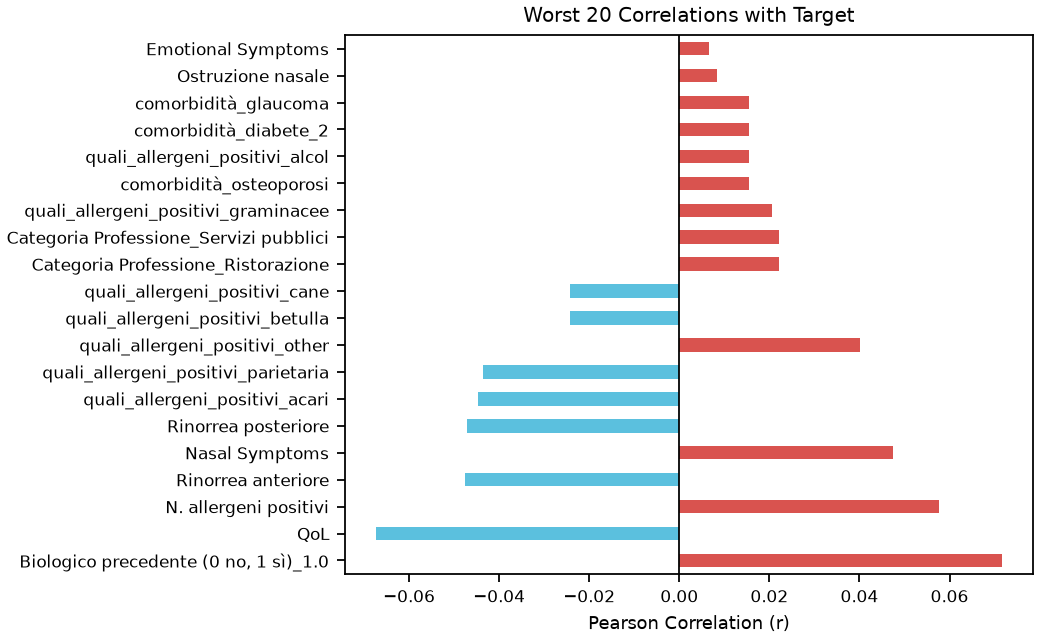 Worst 20 Correlations with Target
Emotional Symptoms
Ostruzione nasale
comorbidità_glaucoma
comorbidità_diabete_2
quali_allergeni_positivi_alcol
comorbidità_osteoporosi
quali_allergeni_positivi_graminacee
Categoria Professione_Servizi pubblici
Categoria Professione_Ristorazione
quali_allergeni_positivi_cane
quali_allergeni_positivi_betulla
quali_allergeni_positivi_other
quali_allergeni_positivi_parietaria
quali_allergeni_positivi_acari
Rinorrea posteriore
Nasal Symptoms
Rinorrea anteriore
N. allergeni positivi
QoL
Biologico precedente (0 no, 1 sì)_1.0
−0.06 −0.04 −0.02 0.00 0.02 0.04 0.06
Pearson Correlation (r)